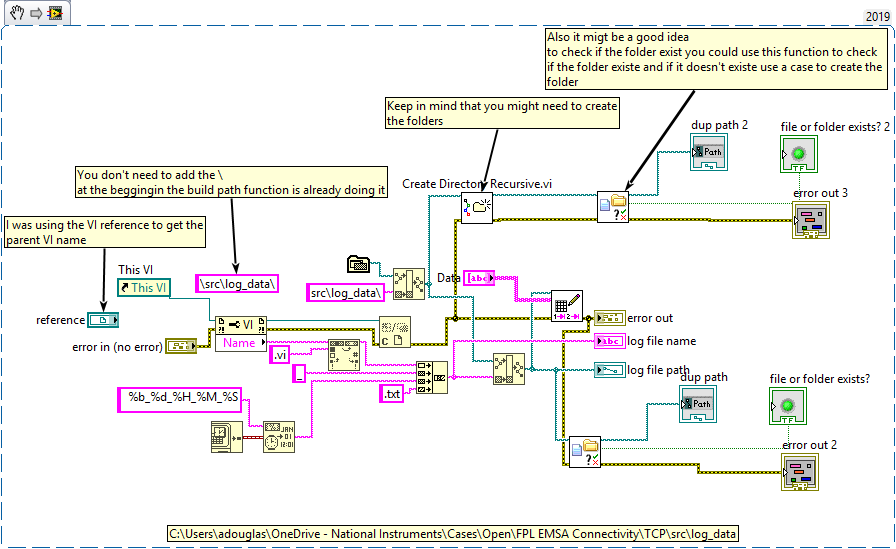 2019
Also it migt be a good idea
to check if the folder exist you could use this function to check
if the folder existe and if it doesn't existe use a case to create the
folder
Keep in mind that you might need to create
the folders
dup path 2
file or folder exists? 2
Path
TF
You don't need to add the \
at the beggingin the build path function is already doing it
Create Directory Recursive.vi
error out 3
I was using the VI reference to get the
parent VI name
This VI
This VI
\src\log_data\
Data
abc
src\log_data\
reference
VI
error out
error in (no error)
Name
abc
log file name
.vi
log file path
_
.txt
dup path
file or folder exists?
Path
TF
%b_%d_%H_%M_%S
JAN
01
12:01
error out 2
C:\Users\adouglas\OneDrive - National Instruments\Cases\Open\FPL EMSA Connectivity\TCP\src\log_data